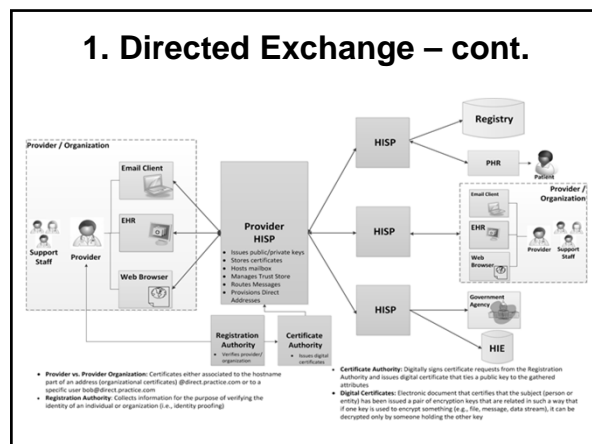 1. Directed Exchange – cont.
Provider / Organization
Email Client
EHR
Web Browser
Support
Staff
Provider
Provider
HISP
• Issues public/private keys
• Stores certificates
• Hosts mailbox
• Manages Trust Store
• Routes Messages
• Provisions Direct
Addresses
Registration
Authority
• Verifies provider/
organization
Certificate
Authority
• Issues digital
certificates
HISP
HISP
HISP
Registry
PHR
Patient
Provider /
Organization
Email Client
EHR
Web
Browser
Provider
Support
Staff
Government
Agency
HIE
• Provider vs. Provider Organization: Certificates either associated to the hostname
part of an address (organizational certificates) @direct.practice.com or to a
specific user bob@direct.practice.com
• Registration Authority: Collects information for the purpose of verifying the
identity of an individual or organization (i.e., identity proofing)
• Certificate Authority: Digitally signs certificate requests from the Registration
Authority and issues digital certificate that ties a public key to the gathered
attributes
• Digital Certificates: Electronic document that certifies that the subject (person or
entity) has been issued a pair of encryption keys that are related in such a way that
if one key is used to encrypt something (e.g., file, message, data stream), it can be
decrypted only by someone holding the other key